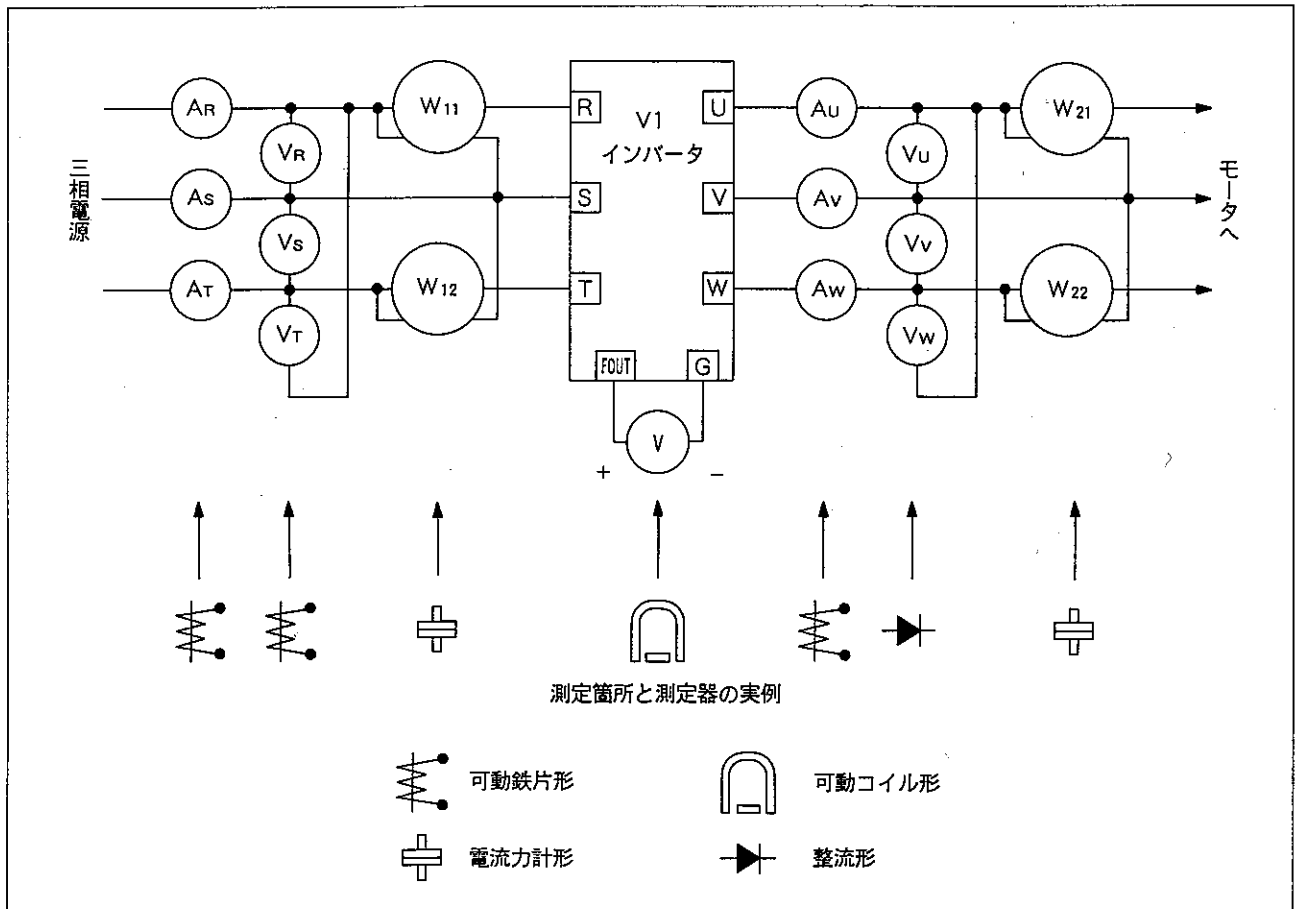 三相電源
AR
AS
AT
VR
VS
VT
W11
W12
R
S
T
V1
インバータ
U
V
W
FOUT
G
V
+
−
AU
AV
AW
VU
VV
VW
W21
W22
モータへ
測定箇所と測定器の実例
可動鉄片形
可動コイル形
電流力計形
整流形